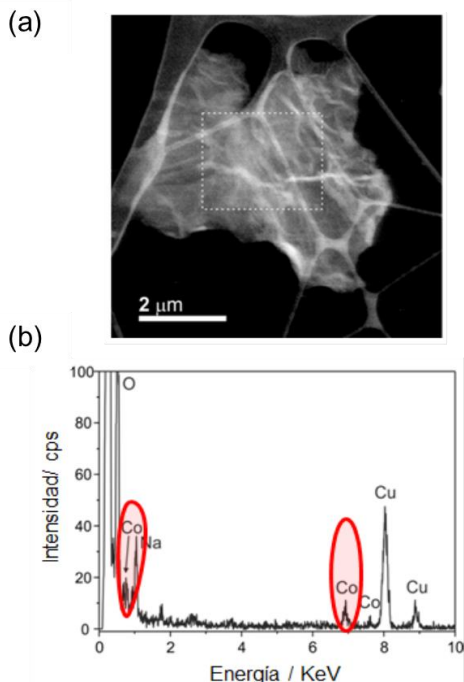 (a)
2 μm
(b)
100
80
60
40
20
0
Intensidad/ cps
O
Co
Na
Co
Co
Cu
Cu
0 2 4 6 8 10
Energía / KeV